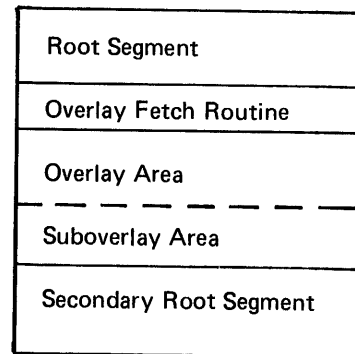 Root Segment
Overlay Fetch Routine
Overlay Area
Suboverlay Area
Secondary Root Segment